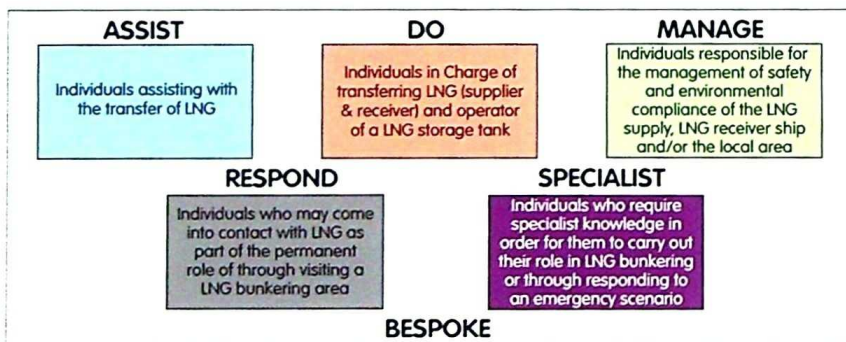 ASSIST
Individuals assisting with
the transfer of LNG
DO
Individuals in Charge of
transferring LNG (supplier
& receiver) and operator
of a LNG storage tank
MANAGE
Individuals responsible for
the management of safety
and environmental
compliance of the LNG
supply, LNG receiver ship
and/or the local area
RESPOND
Individuals who may come
into contact with LNG as
part of the permanent
role of through visiting a
LNG bunkering area
SPECIALIST
Individuals who require
specialist knowledge in
order for them to carry out
their role in LNG bunkering
or through responding to
an emergency scenario
BESPOKE